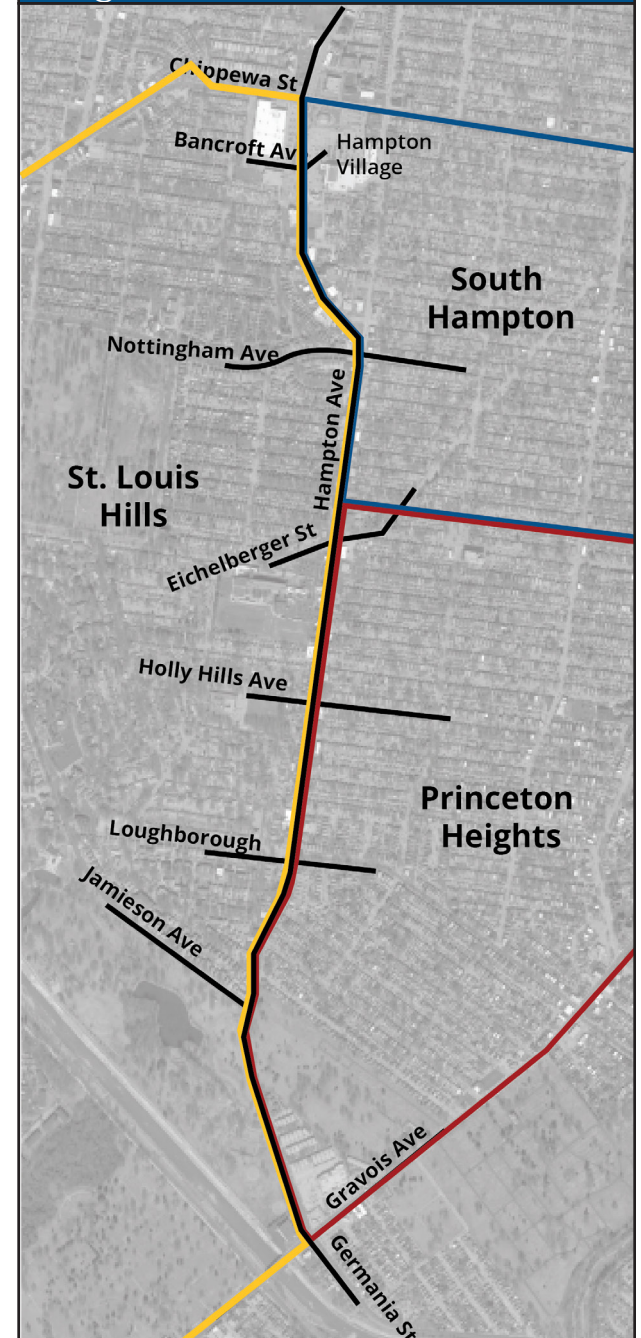 Chippewa St
Bancroft Av
Hampton
Village
South
Hampton
Nottingham Ave
Hampton Ave
St. Louis
Hills
Eichelberger St
Holly Hills Ave
Princeton
Heights
Loughborough
Jamieson Ave
Gravois Ave
Germania St